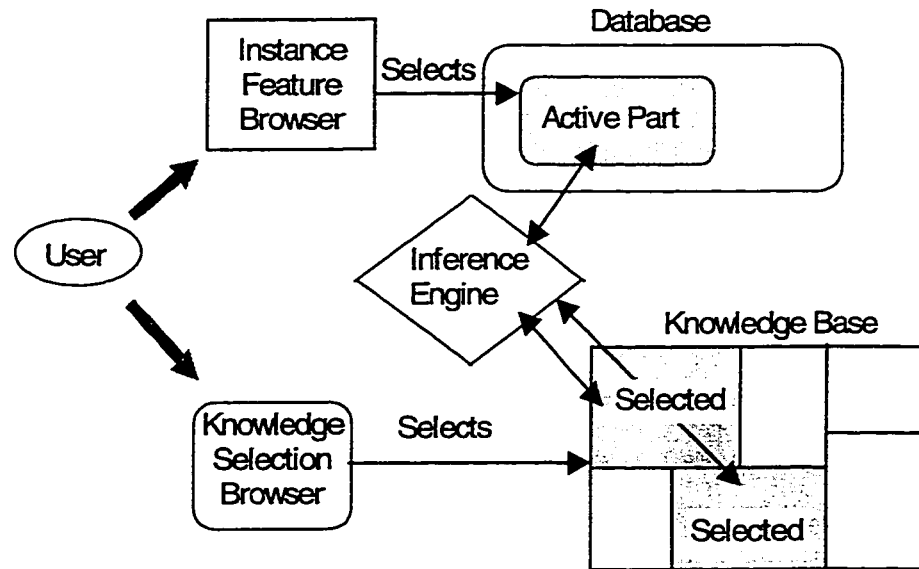 Database
Instance
Feature
Browser
Selects
Active Part
User
Inference
Engine
Knowledge Base
Selected
Knowledge
Selection
Browser
Selects
Selected